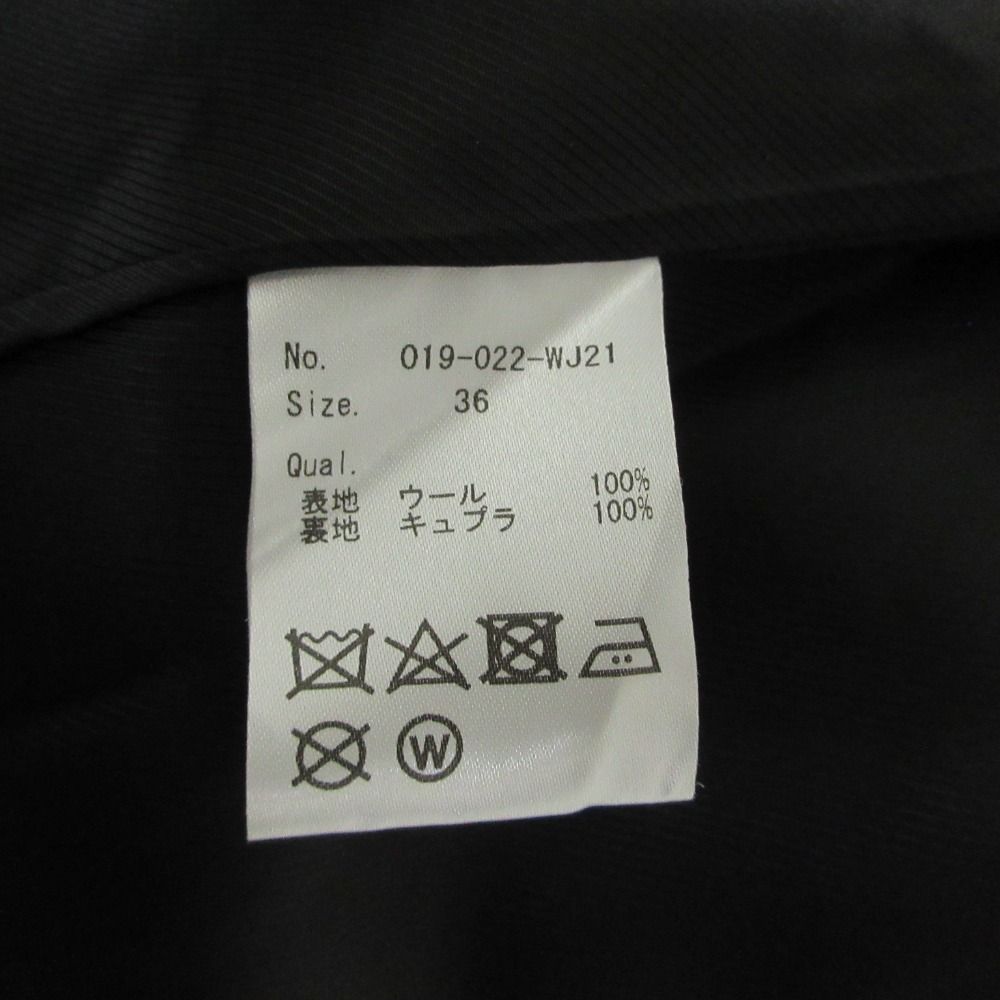 No. 019-022-WJ21
Size. 36
Qual.
表地 ウール 100%
裏地 キュプラ 100%
W